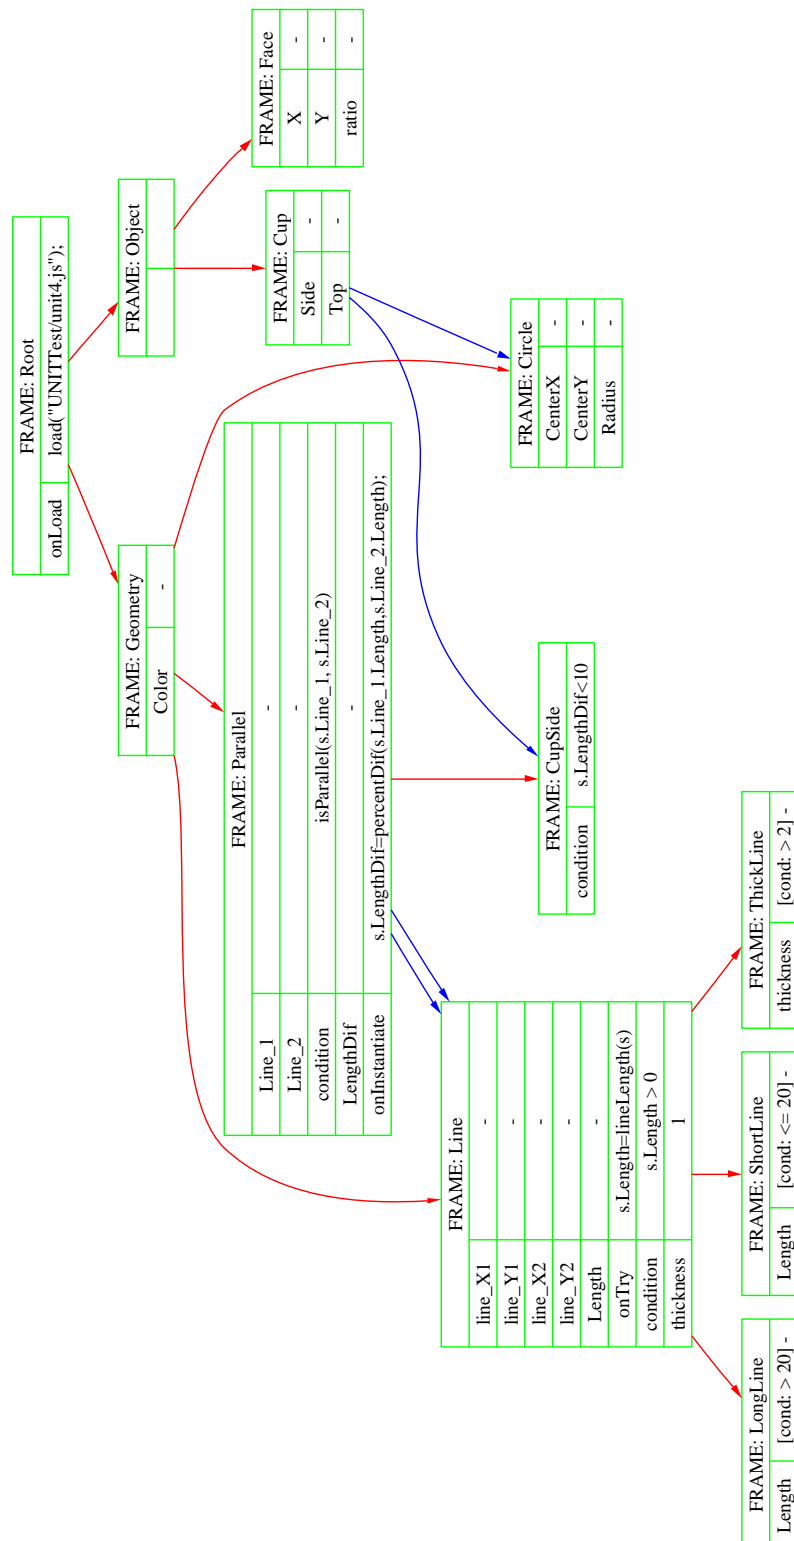 FRAME: Root
onLoad load("UNITTest/unit4.js");
FRAME: Geometry
Color -
FRAME: Object
FRAME: Parallel
Line_1 -
Line_2 -
condition isParallel(s.Line_1, s.Line_2)
LengthDif -
onInstantiate s.LengthDif=percentDif(s.Line_1.Length,s.Line_2.Length);
FRAME: Cup
Side -
Top -
FRAME: Face
X -
Y -
ratio -
FRAME: Line
line_X1 -
line_Y1 -
line_X2 -
line_Y2 -
Length -
onTry s.Length=lineLength(s)
condition s.Length > 0
thickness 1
FRAME: CupSide
condition s.LengthDif<10
FRAME: Circle
CenterX -
CenterY -
Radius -
FRAME: LongLine
Length [cond: > 20] -
FRAME: ShortLine
Length [cond: <= 20] -
FRAME: ThickLine
thickness [cond: > 2] -